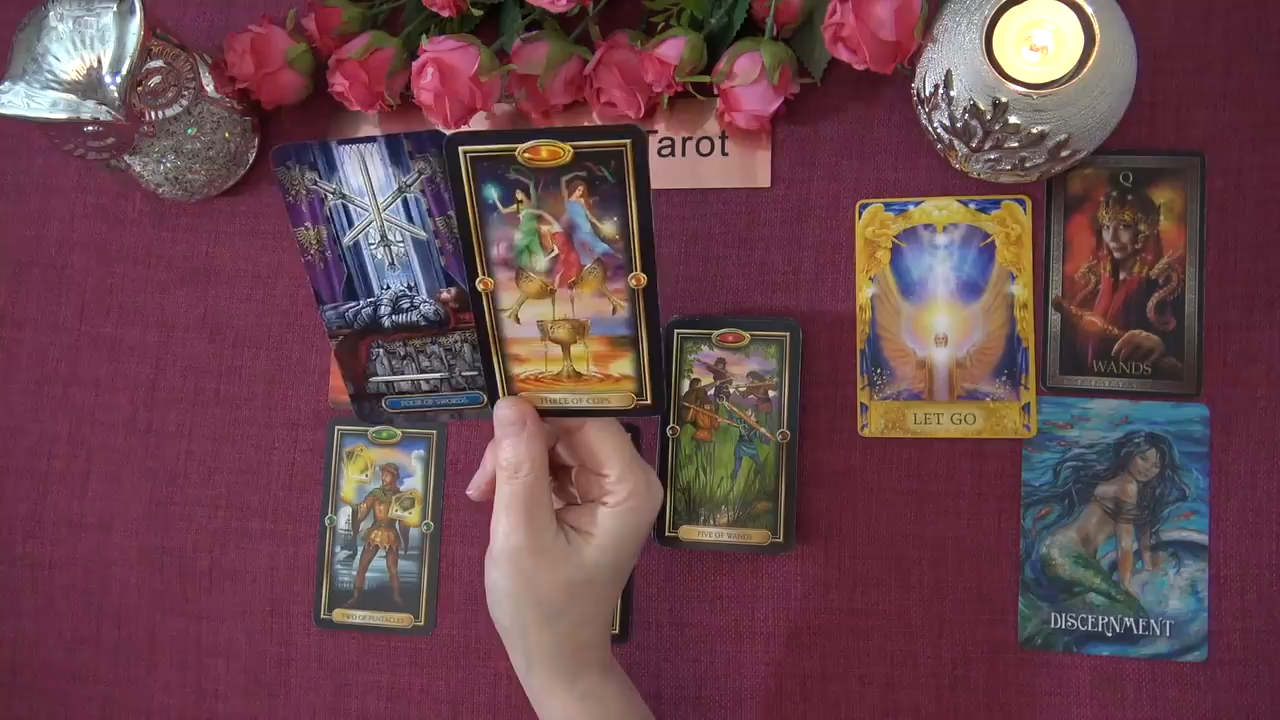 Tarot
Q
WANDS
LET GO
FOUR OF SWORDS
THREE OF CUPS
FIVE OF WANDS
TWO OF PENTACLES
DISCERNMENT